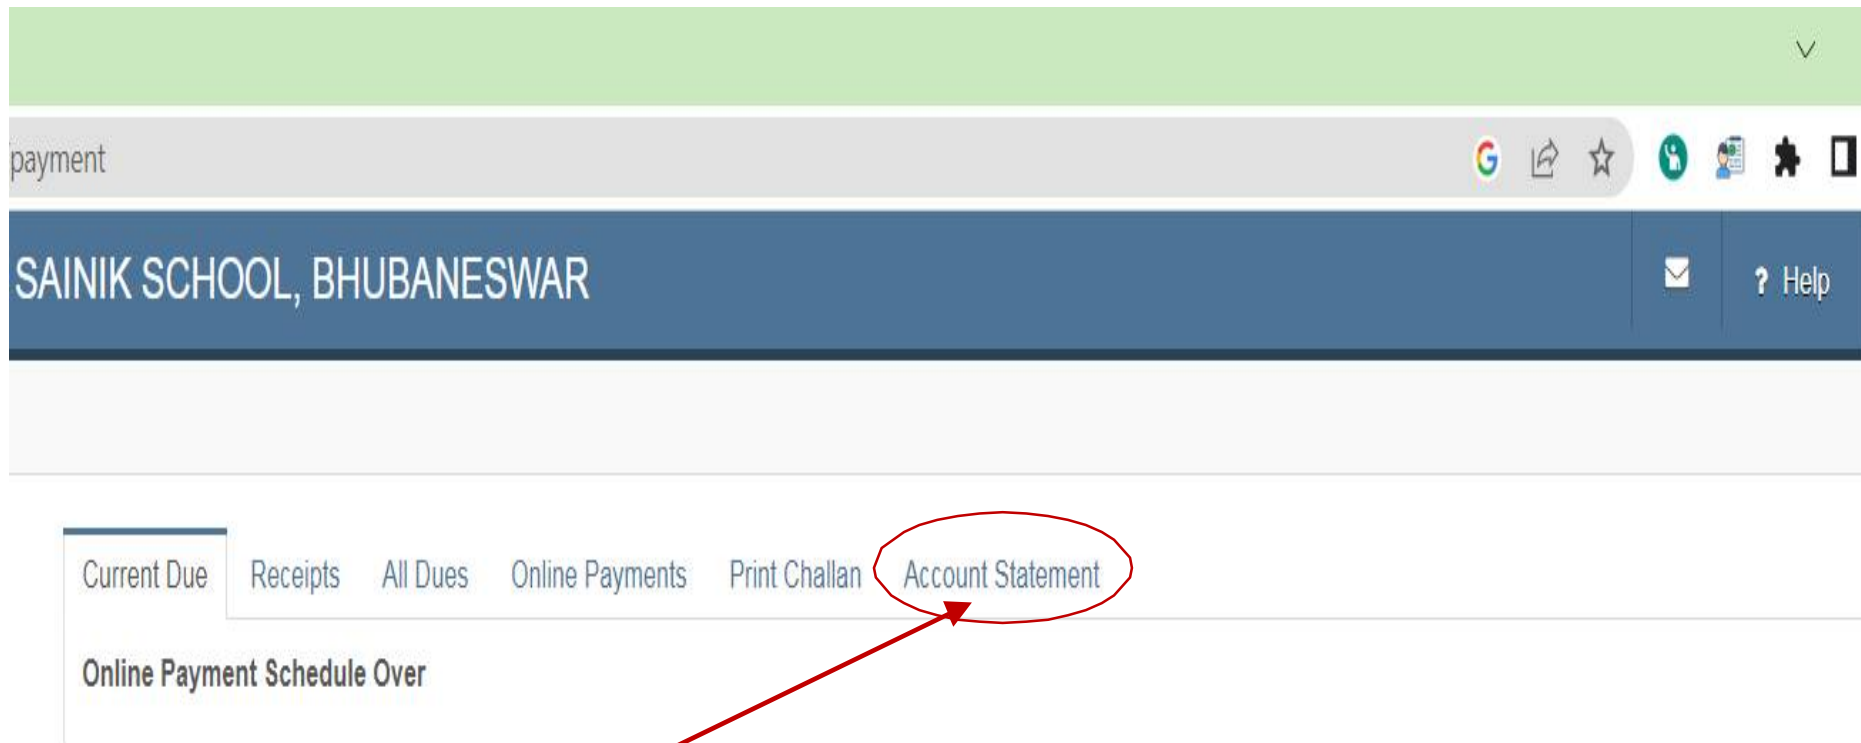 payment
SAINIK SCHOOL, BHUBANESWAR
? Help
Current Due Receipts All Dues Online Payments Print Challan Account Statement
Online Payment Schedule Over